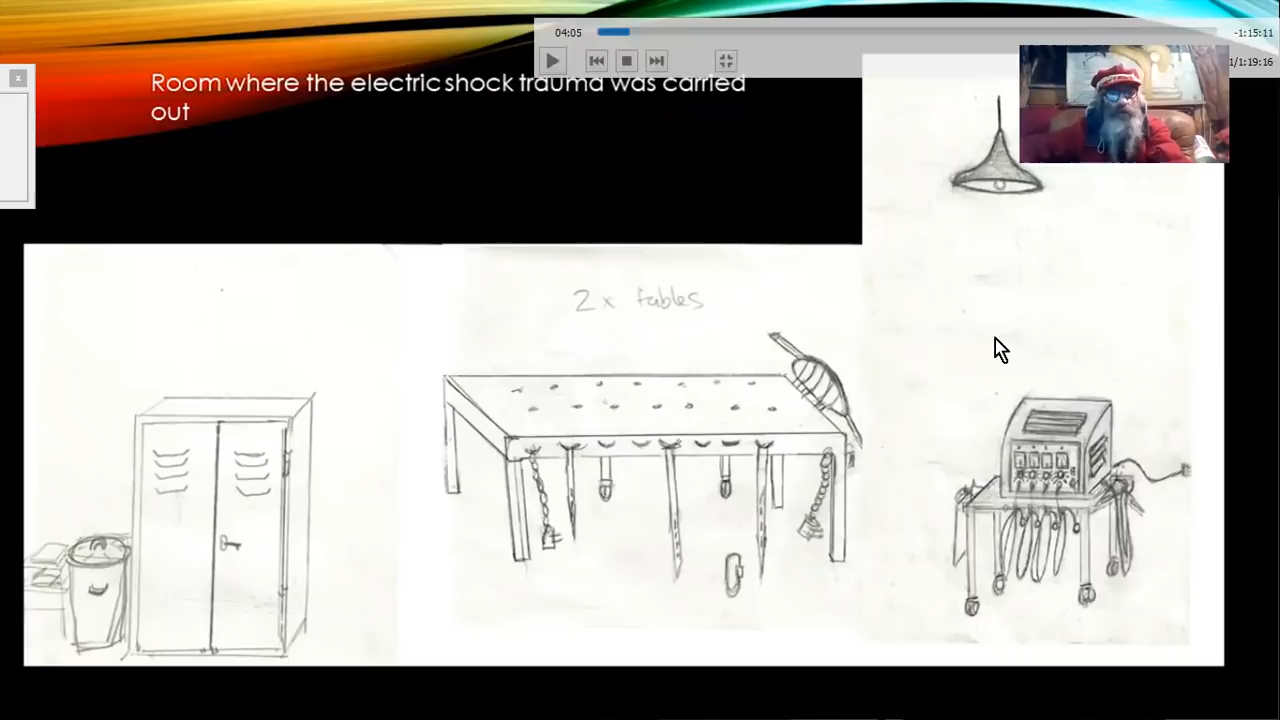 04:05
-1:15:11
1/1:19:16
x
Room where the electric shock trauma was carried
out
2 x tables